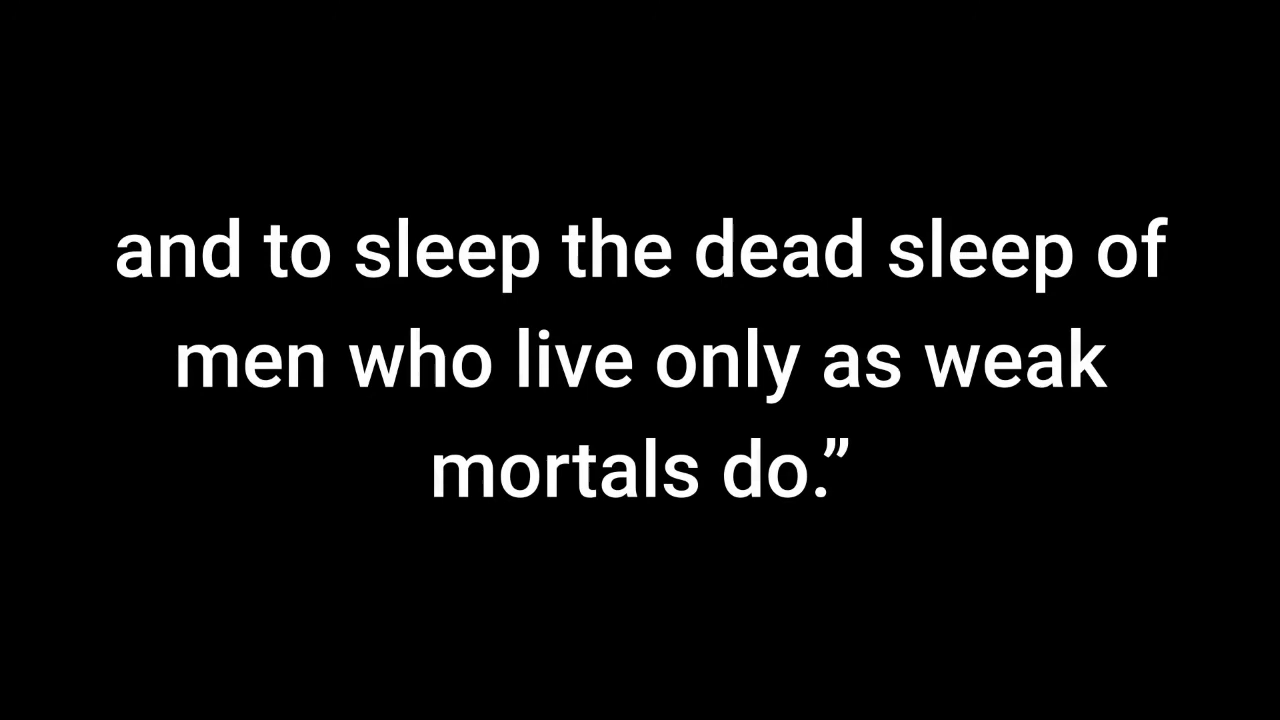 and to sleep the dead sleep of
men who live only as weak
mortals do.”